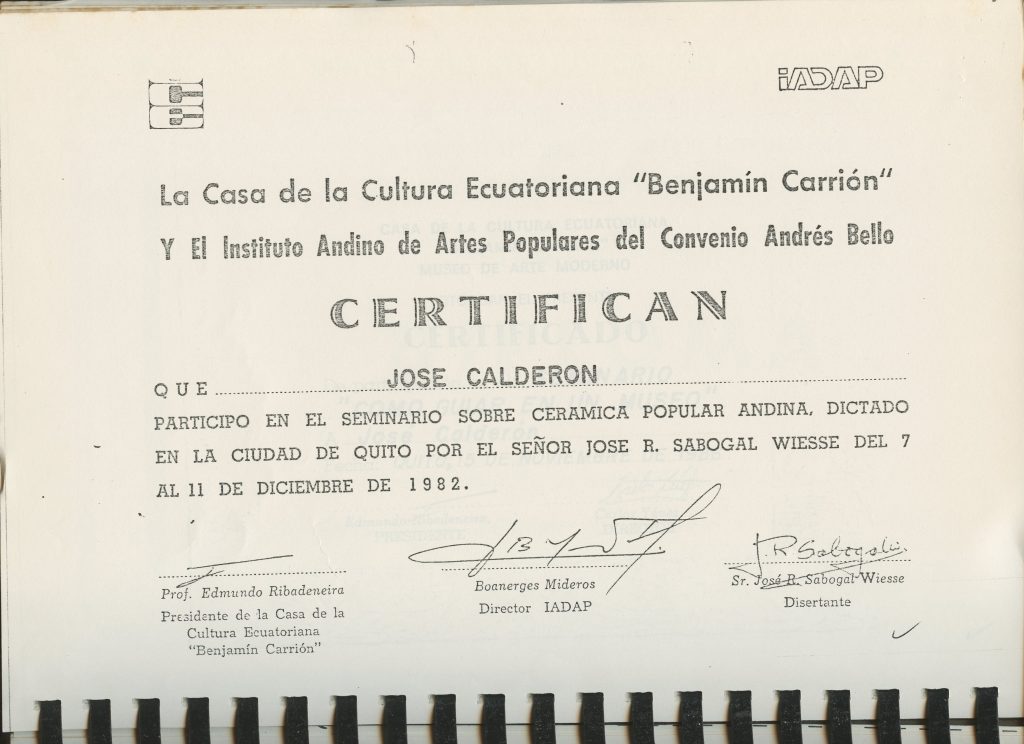 iADAP
La Casa de la Cultura Ecuatoriana "Benjamín Carrión"
Y El Instituto Andino de Artes Populares del Convenio Andrés Bello
CERTIFICAN
QUE JOSE CALDERON
PARTICIPO EN EL SEMINARIO SOBRE CERAMICA POPULAR ANDINA, DICTADO
EN LA CIUDAD DE QUITO POR EL SEÑOR JOSE R. SABOGAL WIESSE DEL 7
AL 11 DE DICIEMBRE DE 1982.
J.R Sabogal
Prof. Edmundo Ribadeneira
Presidente de la Casa de la
Cultura Ecuatoriana
"Benjamín Carrión"
Boanerges Mideros
Director IADAP
Sr. José R. Sabogal Wiesse
Disertante